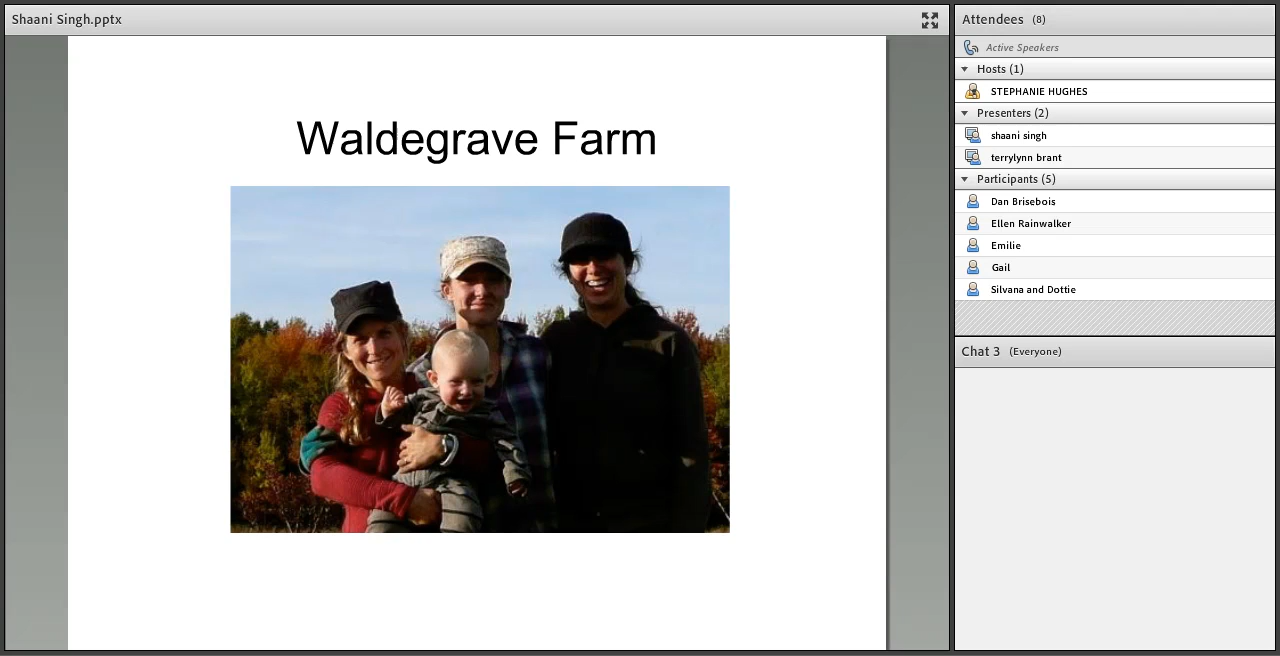 Shaani Singh.pptx
Waldegrave Farm
Attendees (8)
Active Speakers
Hosts (1)
STEPHANIE HUGHES
Presenters (2)
shaani singh
terrylynn brant
Participants (5)
Dan Brisebois
Ellen Rainwalker
Emilie
Gail
Silvana and Dottie
Chat 3 (Everyone)